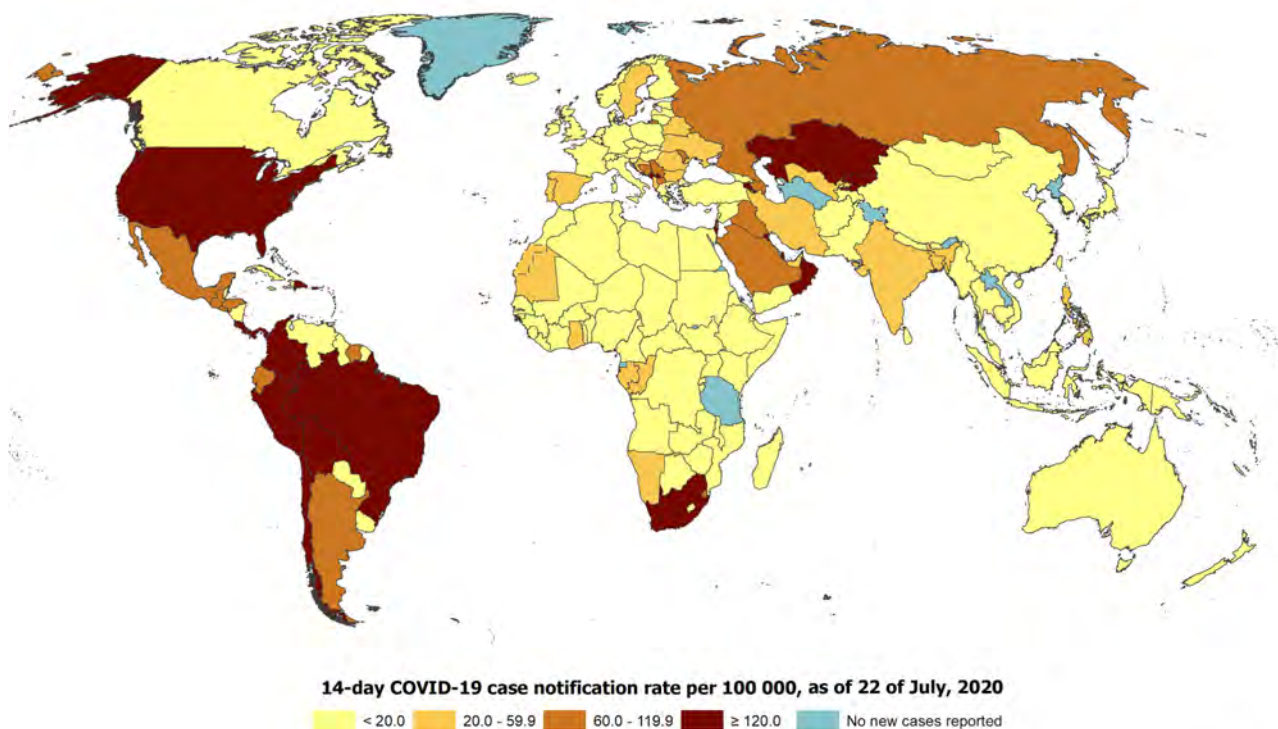 14-day COVID-19 case notification rate per 100 000, as of 22 of July, 2020
< 20.0 20.0 - 59.9 60.0 - 119.9 ≥ 120.0 No new cases reported